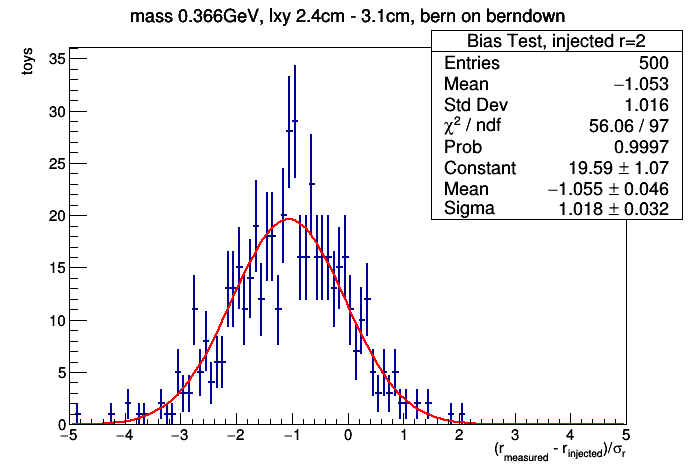 mass 0.366GeV, lxy 2.4cm - 3.1cm, bern on berndown
Bias Test, injected r=2
Entries 500
Mean −1.053
Std Dev 1.016
χ² / ndf 56.06 / 97
Prob 0.9997
Constant 19.59 ± 1.07
Mean −1.055 ± 0.046
Sigma 1.018 ± 0.032
toys
35
30
25
20
15
10
5
0
−5 −4 −3 −2 −1 0 1 2 3 4 5
(r_measured - r_injected)/σ_r